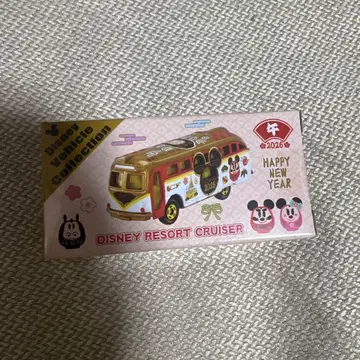 Disney
Vehicle
Collection
午
2026
HAPPY
NEW
YEAR
DISNEY RESORT CRUISER